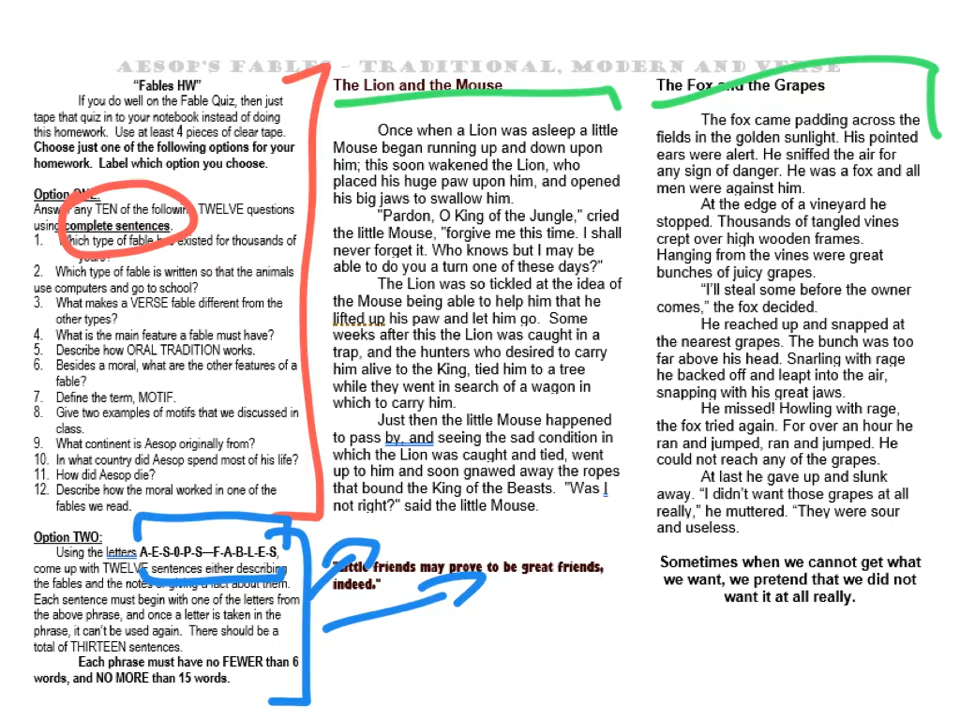 AESOP'S FABLES – TRADITIONAL, MODERN AND VERSE
"Fables HW"
If you do well on the Fable Quiz, then just
tape that quiz in to your notebook instead of doing
this homework. Use at least 4 pieces of clear tape.
Choose just one of the following options for your
homework. Label which option you choose.
Option ONE:
Answer any TEN of the following TWELVE questions
using complete sentences.
1. Which type of fable has existed for thousands of
years?
2. Which type of fable is written so that the animals
use computers and go to school?
3. What makes a VERSE fable different from the
other types?
4. What is the main feature a fable must have?
5. Describe how ORAL TRADITION works.
6. Besides a moral, what are the other features of a
fable?
7. Define the term, MOTIF.
8. Give two examples of motifs that we discussed in
class.
9. What continent is Aesop originally from?
10. In what country did Aesop spend most of his life?
11. How did Aesop die?
12. Describe how the moral worked in one of the
fables we read.
Option TWO:
Using the letters A-E-S-0-P-S—F-A-B-L-E-S,
come up with TWELVE sentences either describing
the fables and the notes or giving a fact about them.
Each sentence must begin with one of the letters from
the above phrase, and once a letter is taken in the
phrase, it can't be used again. There should be a
total of THIRTEEN sentences.
Each phrase must have no FEWER than 6
words, and NO MORE than 15 words.
The Lion and the Mouse
Once when a Lion was asleep a little
Mouse began running up and down upon
him; this soon wakened the Lion, who
placed his huge paw upon him, and opened
his big jaws to swallow him.
"Pardon, O King of the Jungle," cried
the little Mouse, "forgive me this time. I shall
never forget it. Who knows but I may be
able to do you a turn one of these days?"
The Lion was so tickled at the idea of
the Mouse being able to help him that he
lifted up his paw and let him go. Some
weeks after this the Lion was caught in a
trap, and the hunters who desired to carry
him alive to the King, tied him to a tree
while they went in search of a wagon in
which to carry him.
Just then the little Mouse happened
to pass by, and seeing the sad condition in
which the Lion was caught and tied, went
up to him and soon gnawed away the ropes
that bound the King of the Beasts. "Was I
not right?" said the little Mouse.
"Little friends may prove to be great friends,
indeed."
The Fox and the Grapes
The fox came padding across the
fields in the golden sunlight. His pointed
ears were alert. He sniffed the air for
any sign of danger. He was a fox and all
men were against him.
At the edge of a vineyard he
stopped. Thousands of tangled vines
crept over high wooden frames.
Hanging from the vines were great
bunches of juicy grapes.
"I'll steal some before the owner
comes," the fox decided.
He reached up and snapped at
the nearest grapes. The bunch was too
far above his head. Snarling with rage
he backed off and leapt into the air,
snapping with his great jaws.
He missed! Howling with rage,
the fox tried again. For over an hour he
ran and jumped, ran and jumped. He
could not reach any of the grapes.
At last he gave up and slunk
away. "I didn't want those grapes at all
really," he muttered. "They were sour
and useless.
Sometimes when we cannot get what
we want, we pretend that we did not
want it at all really.